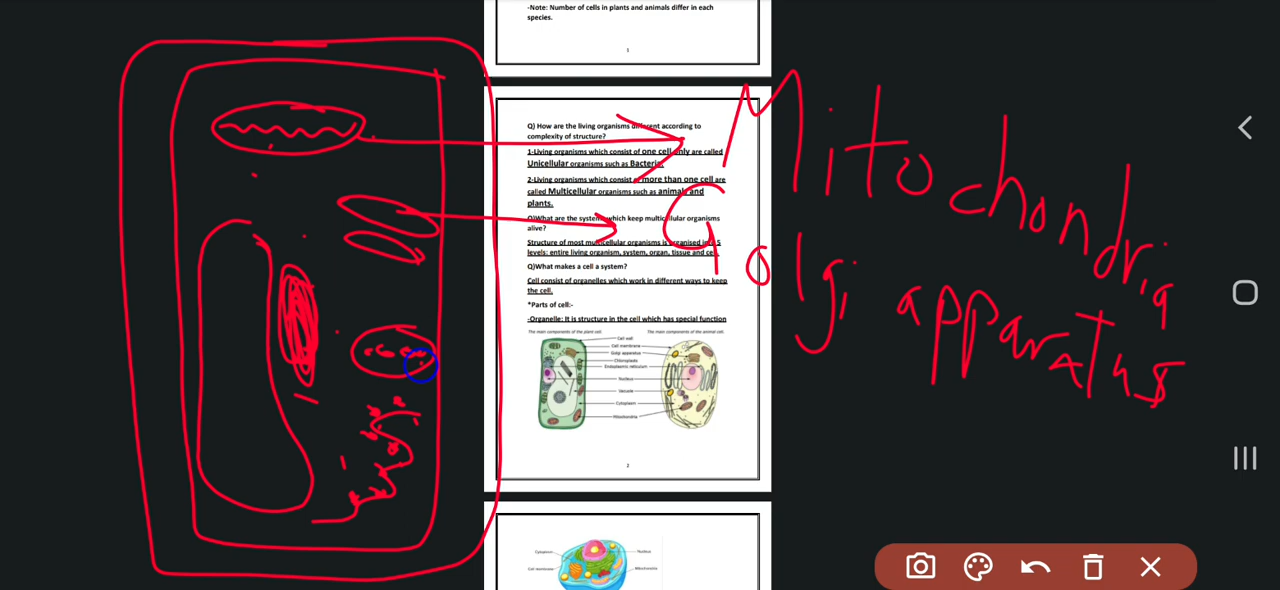 -Note: Number of cells in plants and animals differ in each
species.
1
Q) How are the living organisms different according to
complexity of structure?
1-Living organisms which consist of one cell only are called
Unicellular organisms such as Bacteria.
2-Living organisms which consist of more than one cell are
called Multicellular organisms such as animals and
plants.
Q)What are the systems which keep multicellular organisms
alive?
Structure of most multicellular organisms is organised into 5
levels: entire living organism, system, organ, tissue and cell.
Q)What makes a cell a system?
Cell consist of organelles which work in different ways to keep
the cell.
*Parts of cell:-
-Organelle: It is structure in the cell which has special function
The main components of the plant cell.
The main components of the animal cell.
Cell wall
Cell membrane
Golgi apparatus
Chloroplasts
Endoplasmic reticulum
Nucleus
Vacuole
Cytoplasm
Mitochondria
2
Cytoplasm
Nucleus
Cell membrane
Mitochondria
Mitochondria
Golgi apparatus